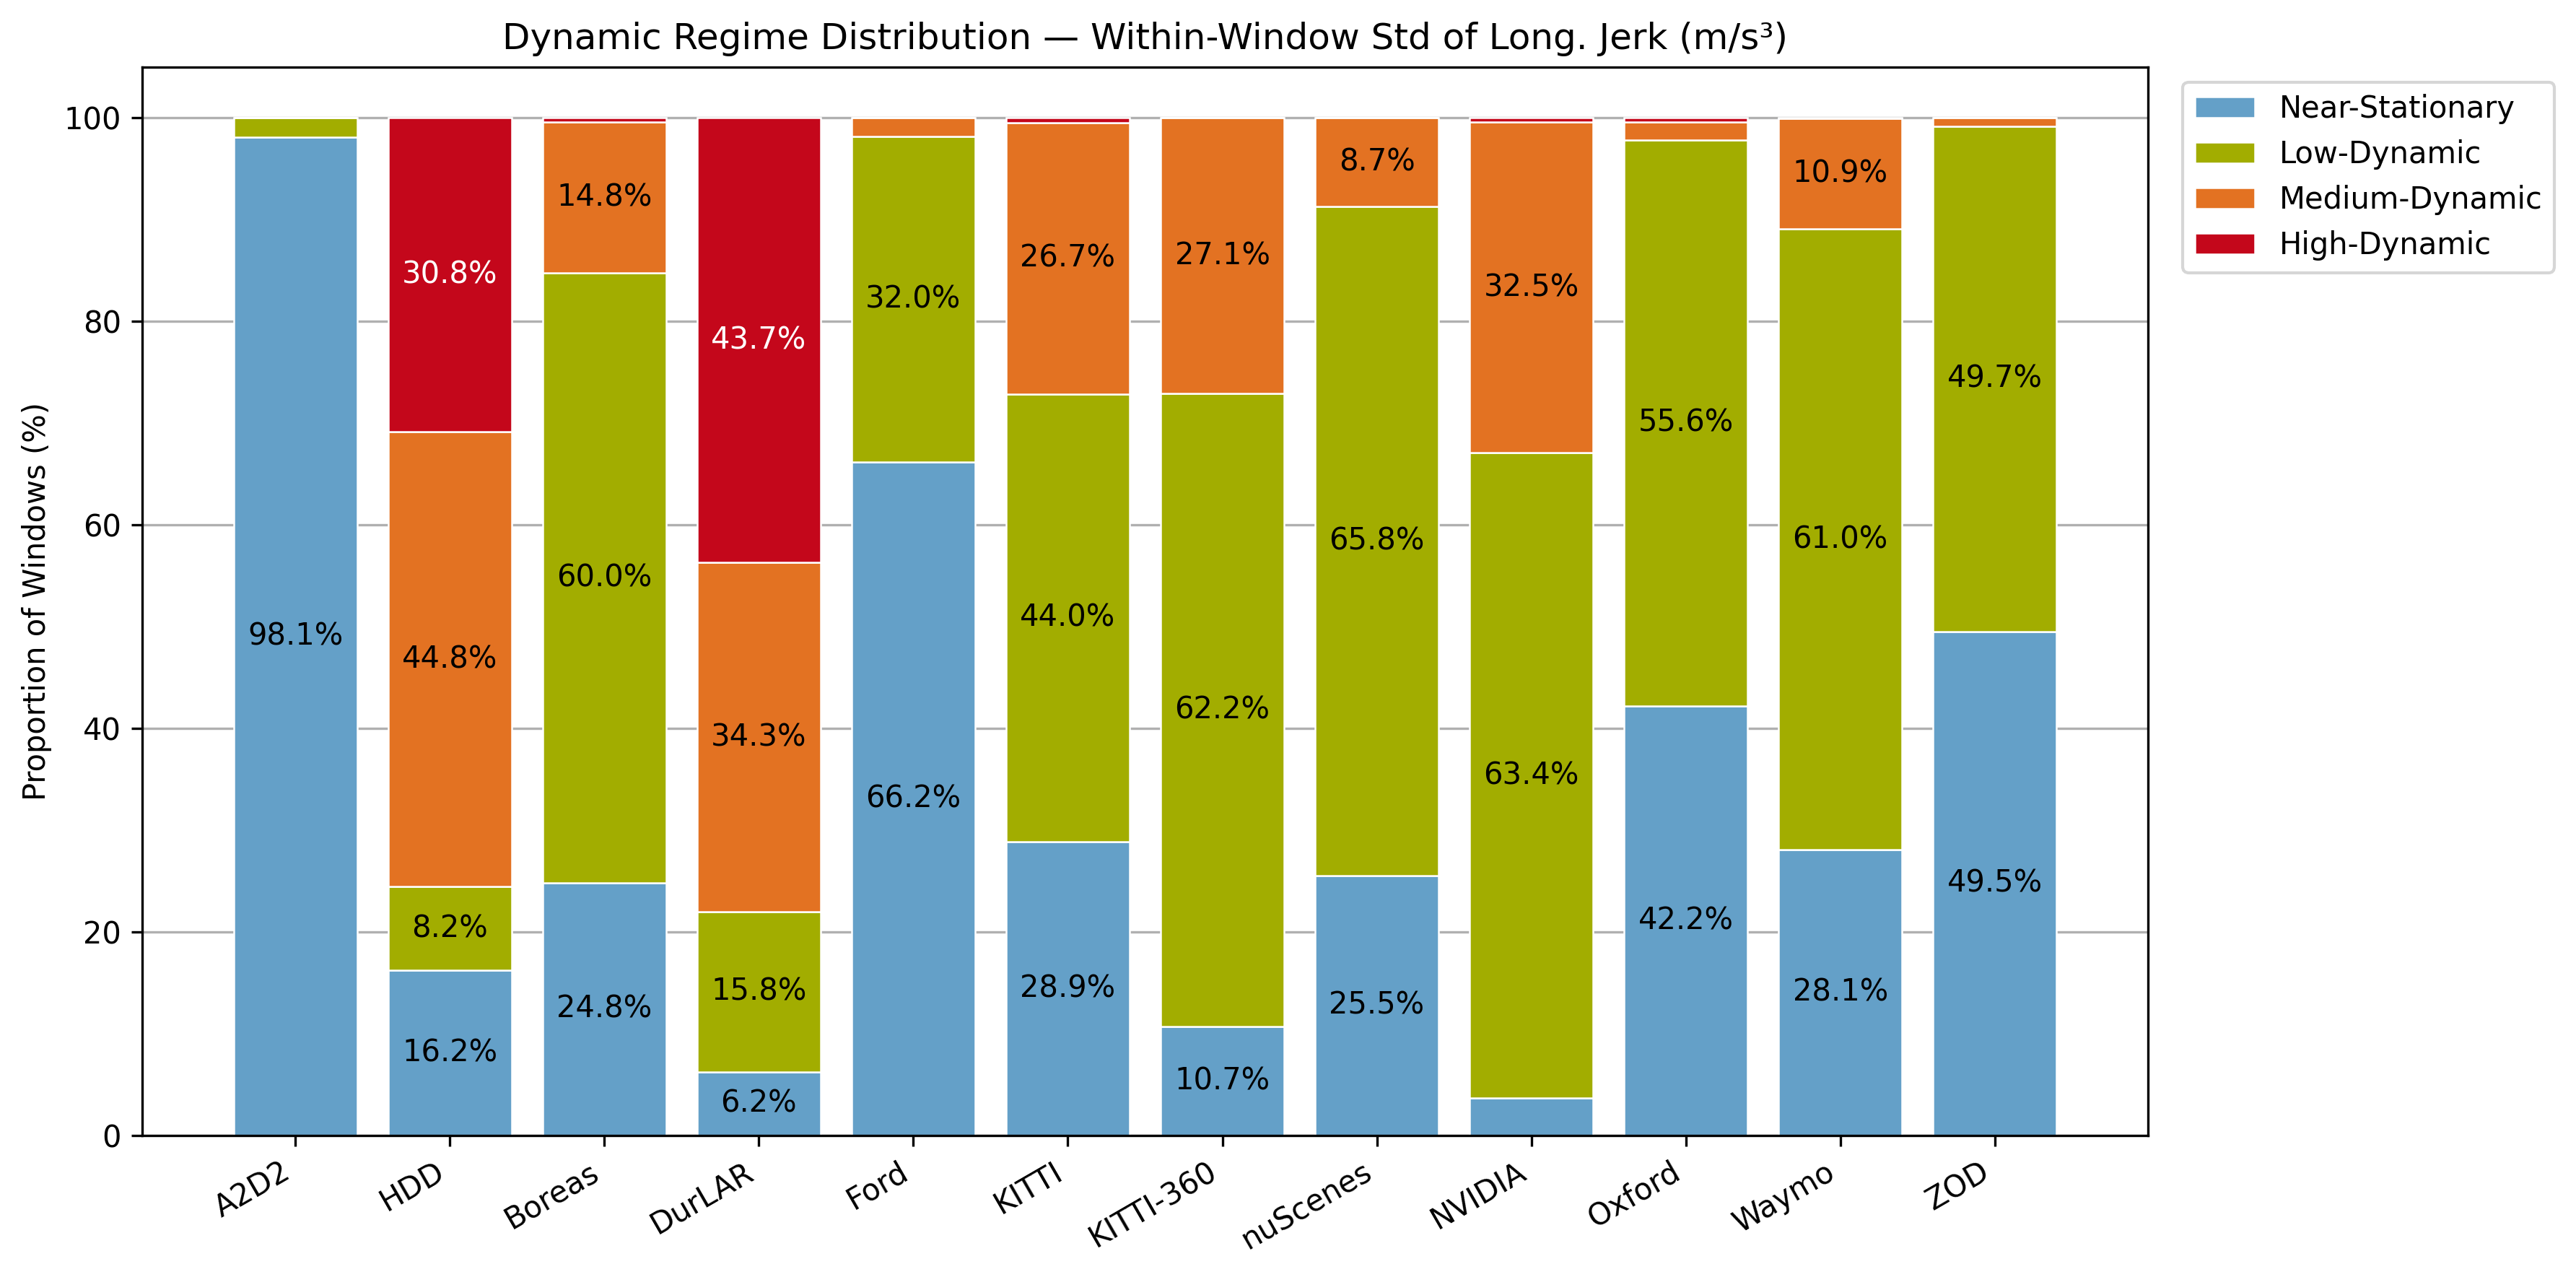 Dynamic Regime Distribution — Within-Window Std of Long. Jerk (m/s³)
Near-Stationary
Low-Dynamic
Medium-Dynamic
High-Dynamic
Proportion of Windows (%)
100
80
60
40
20
0
98.1%
30.8%
44.8%
8.2%
16.2%
14.8%
60.0%
24.8%
43.7%
34.3%
15.8%
6.2%
32.0%
66.2%
26.7%
44.0%
28.9%
27.1%
62.2%
10.7%
8.7%
65.8%
25.5%
32.5%
63.4%
55.6%
42.2%
10.9%
61.0%
28.1%
49.7%
49.5%
A2D2
HDD
Boreas
DurLAR
Ford
KITTI
KITTI-360
nuScenes
NVIDIA
Oxford
Waymo
ZOD